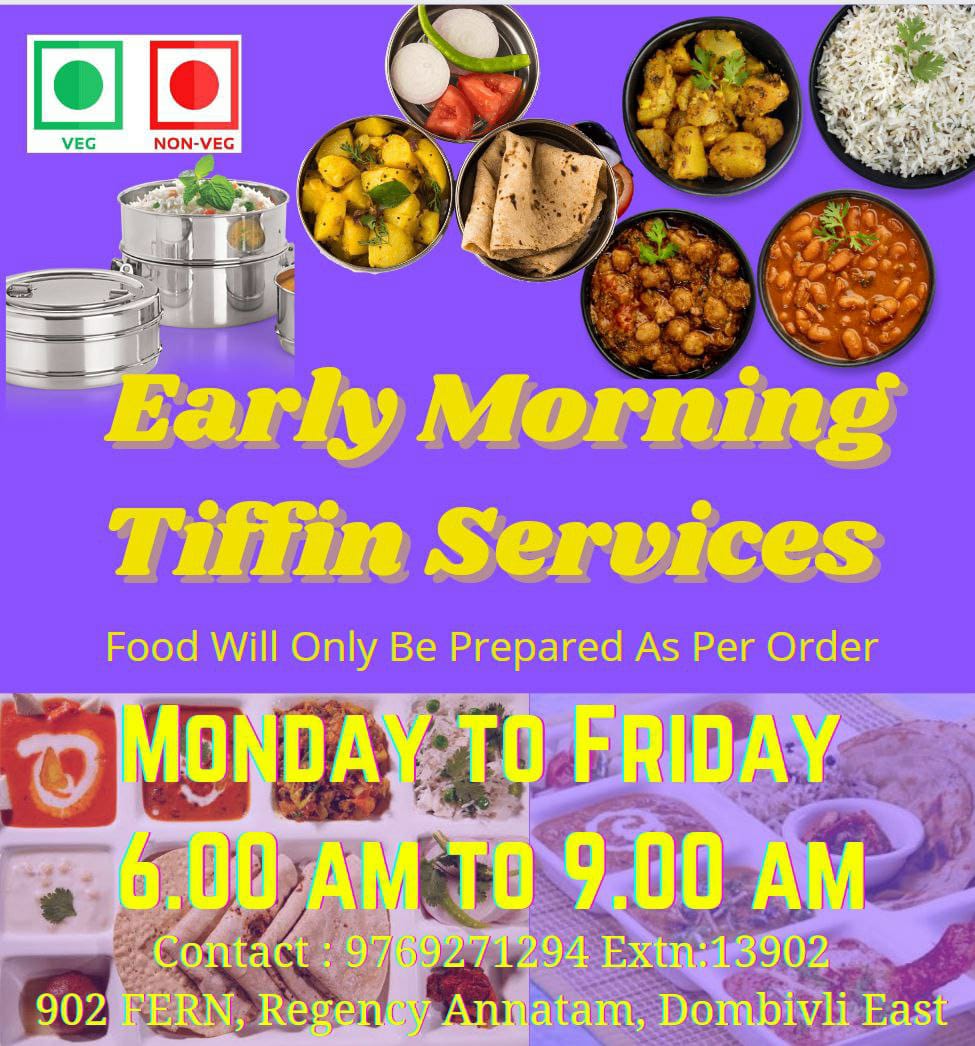 VEG NON-VEG
Early Morning
Tiffin Services
Food Will Only Be Prepared As Per Order
Monday to Friday
6.00 am to 9.00 am
Contact : 9769271294 Extn:13902
902 FERN, Regency Annatam, Dombivli East